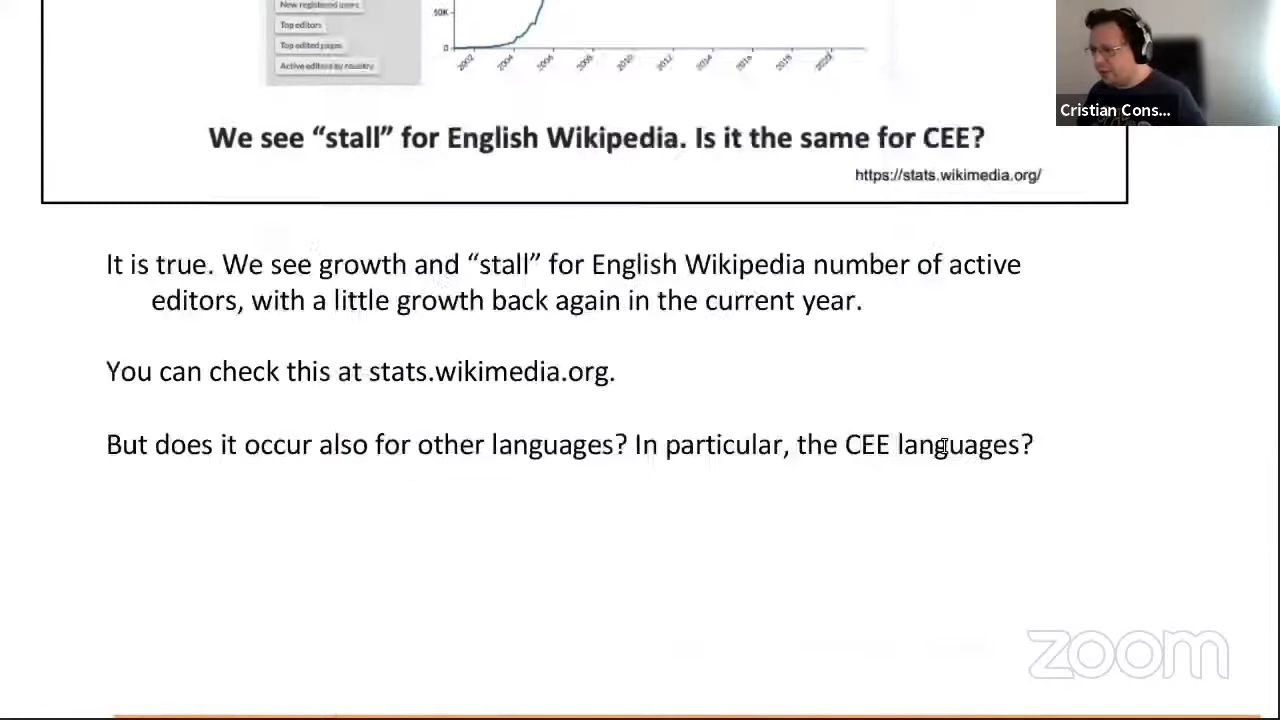 New registered users
50K
Top editors
Top edited pages
0
Active editors by country
2002 2004 2006 2008 2010 2012 2014 2016 2018 2020
Cristian Cons...
We see “stall” for English Wikipedia. Is it the same for CEE?
https://stats.wikimedia.org/
It is true. We see growth and “stall” for English Wikipedia number of active
editors, with a little growth back again in the current year.
You can check this at stats.wikimedia.org.
But does it occur also for other languages? In particular, the CEE languages?
zoom